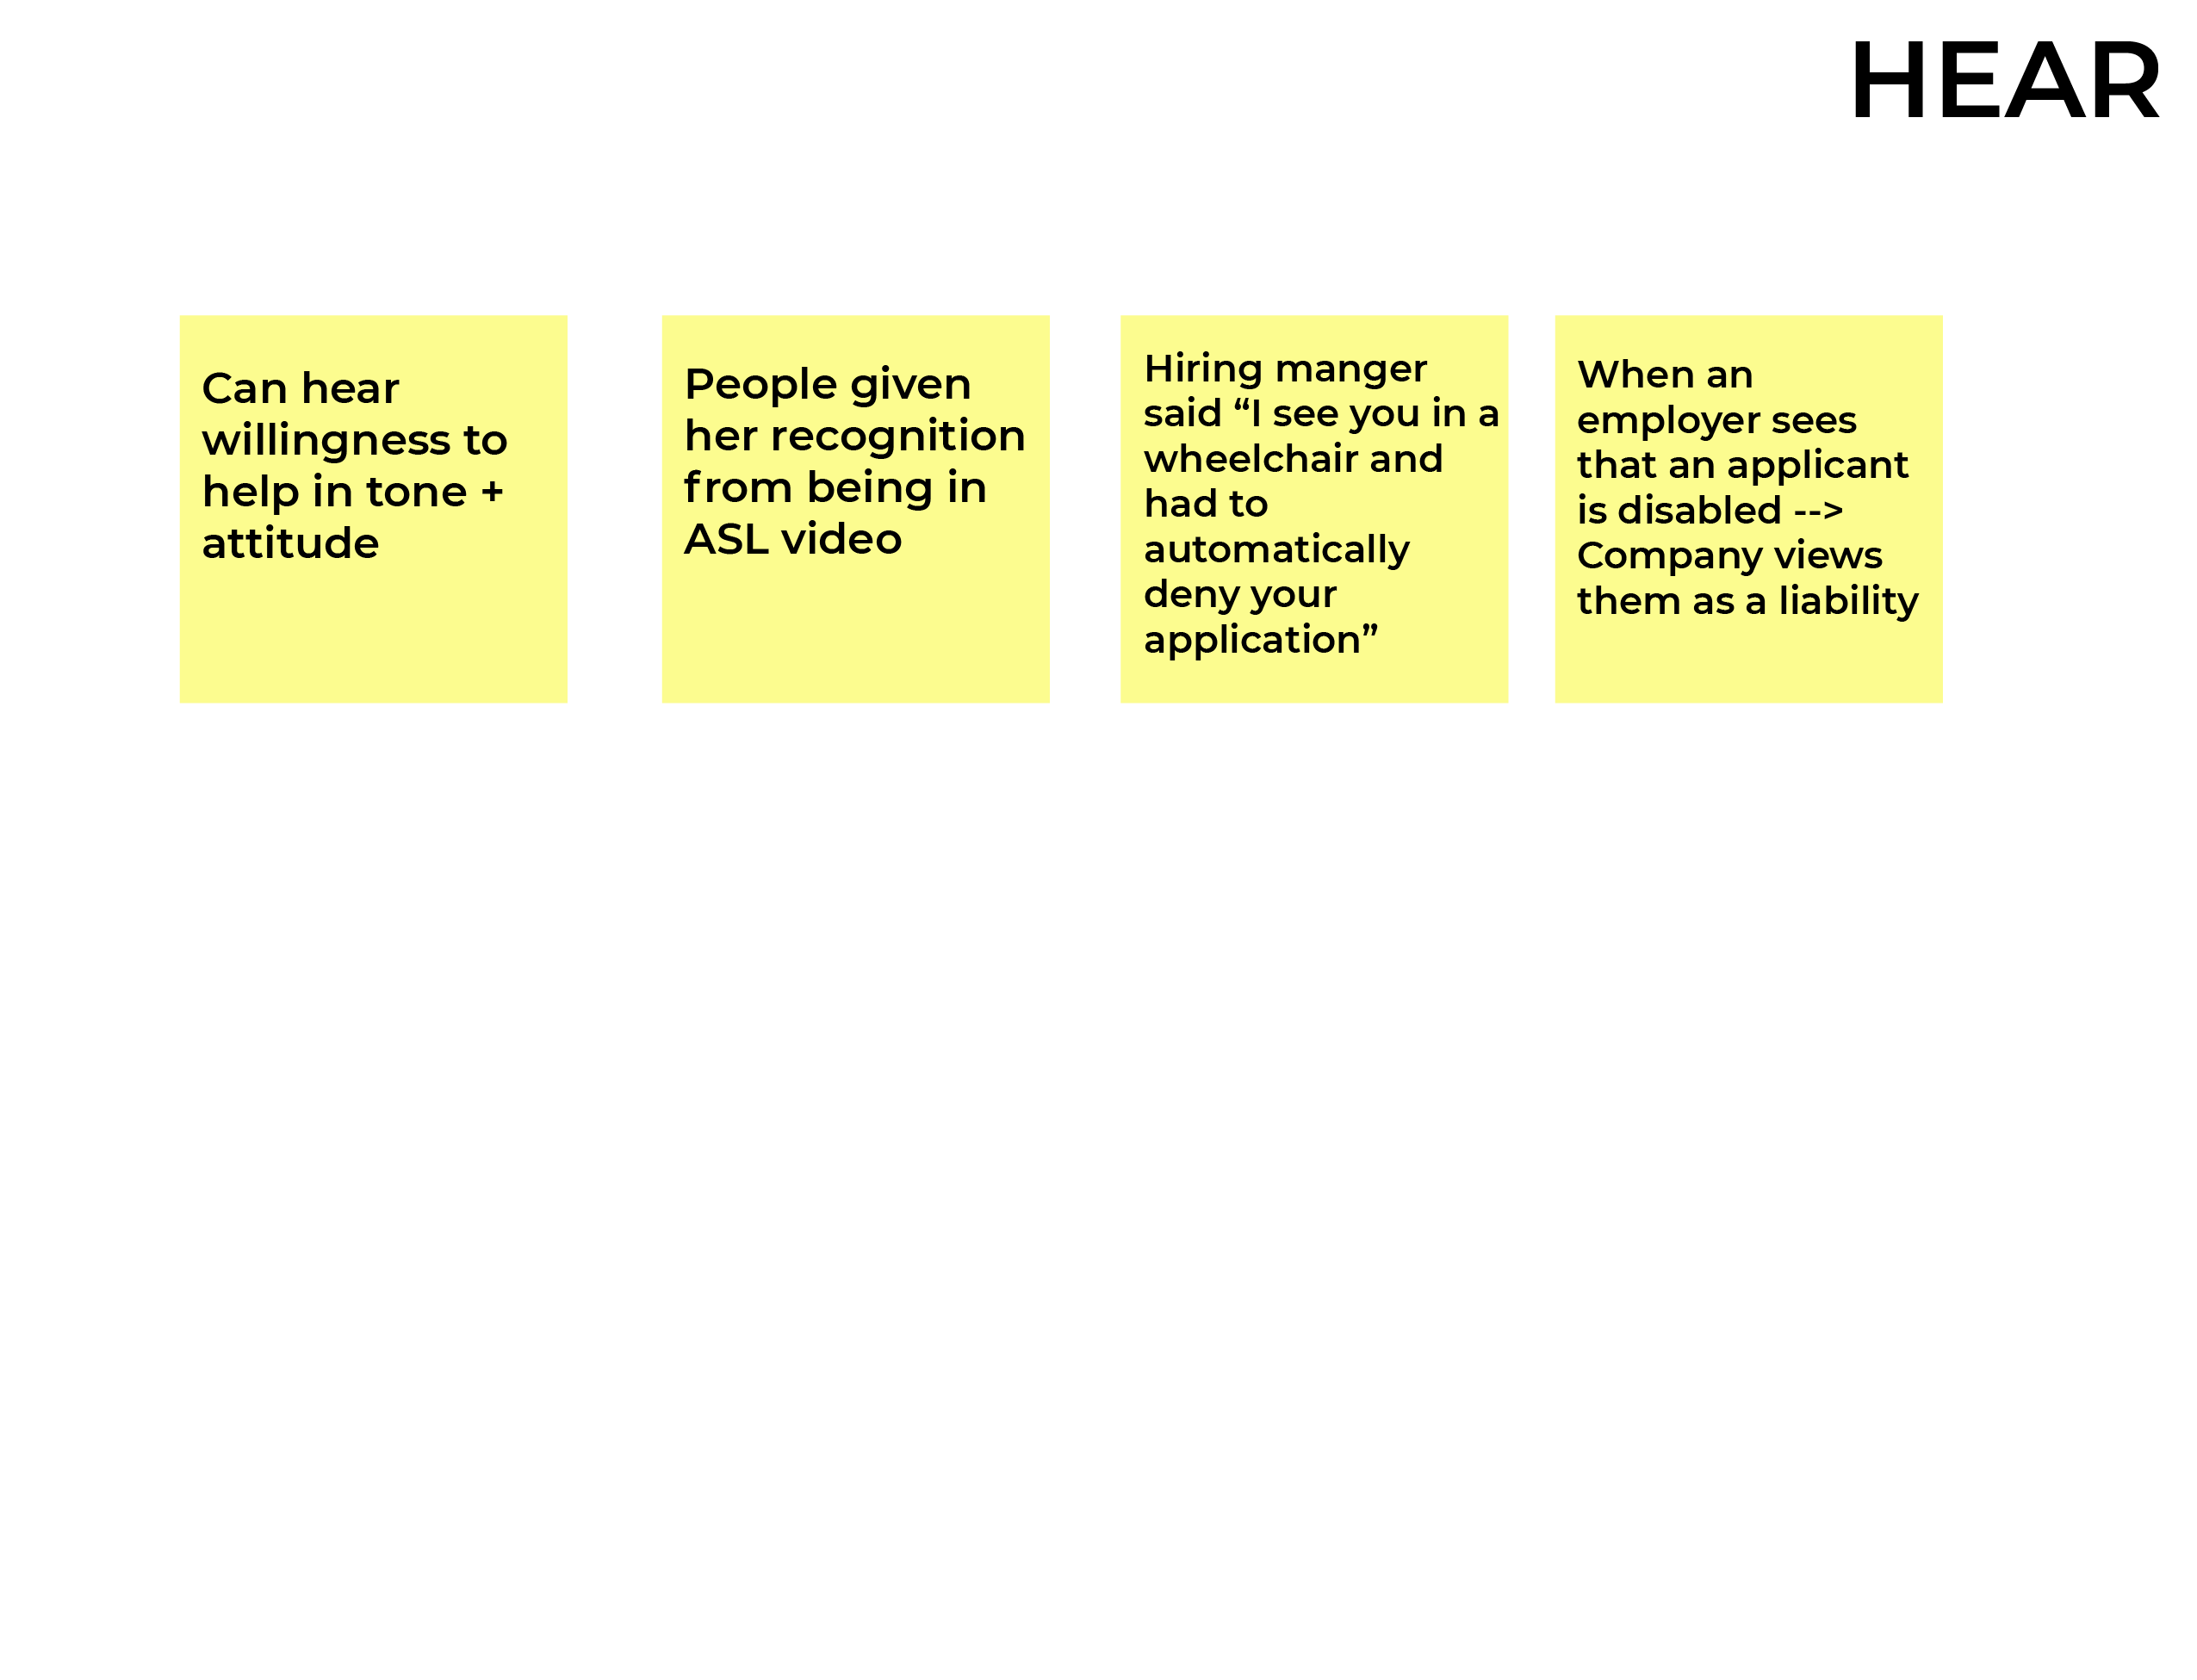 HEAR
Can hear
willingness to
help in tone +
attitude
People given
her recognition
from being in
ASL video
Hiring manger
said “I see you in a
wheelchair and
had to
automatically
deny your
application”
When an
employer sees
that an applicant
is disabled -->
Company views
them as a liability